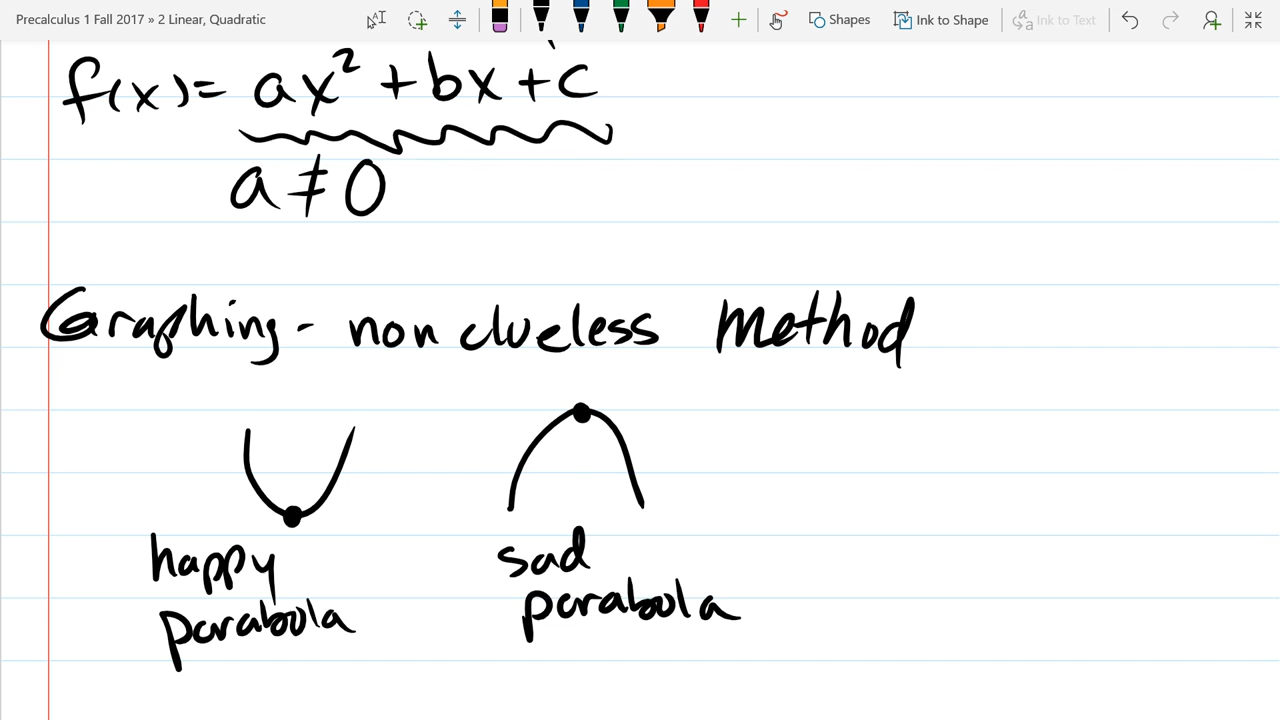 Precalculus 1 Fall 2017 » 2 Linear, Quadratic
Shapes
Ink to Shape
Ink to Text
f(x)= ax² +bx+c
a ≠ 0
Graphing - non clueless Method
happy parabola
sad parabola